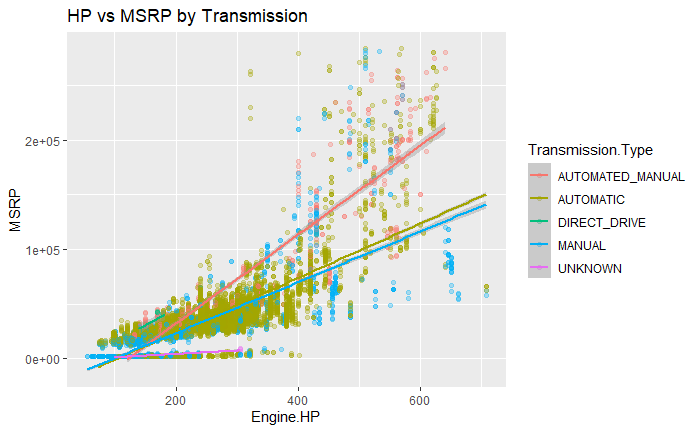 HP vs MSRP by Transmission
MSRP
2e+05
1e+05
0e+00
200
400
600
Engine.HP
Transmission.Type
AUTOMATED_MANUAL
AUTOMATIC
DIRECT_DRIVE
MANUAL
UNKNOWN